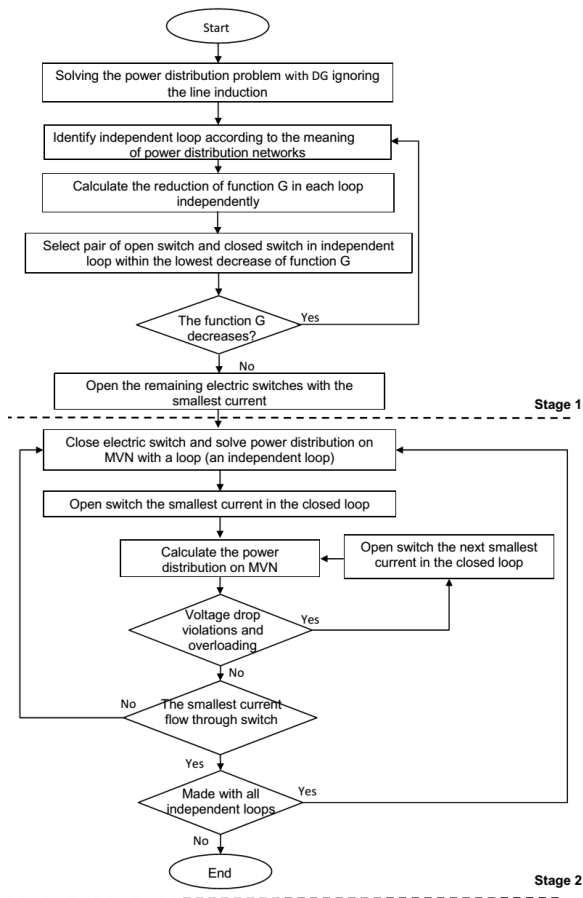 Start
Solving the power distribution problem with DG ignoring
the line induction
Identify independent loop according to the meaning
of power distribution networks
Calculate the reduction of function G in each loop
independently
Select pair of open switch and closed switch in independent
loop within the lowest decrease of function G
The function G
decreases?
Yes
No
Open the remaining electric switches with the
smallest current
Stage 1
Close electric switch and solve power distribution on
MVN with a loop (an independent loop)
Open switch the smallest current in the closed loop
Calculate the power
distribution on MVN
Open switch the next smallest
current in the closed loop
Voltage drop
violations and
overloading
Yes
No
The smallest current
flow through switch
No
Yes
Made with all
independent loops
Yes
No
End
Stage 2